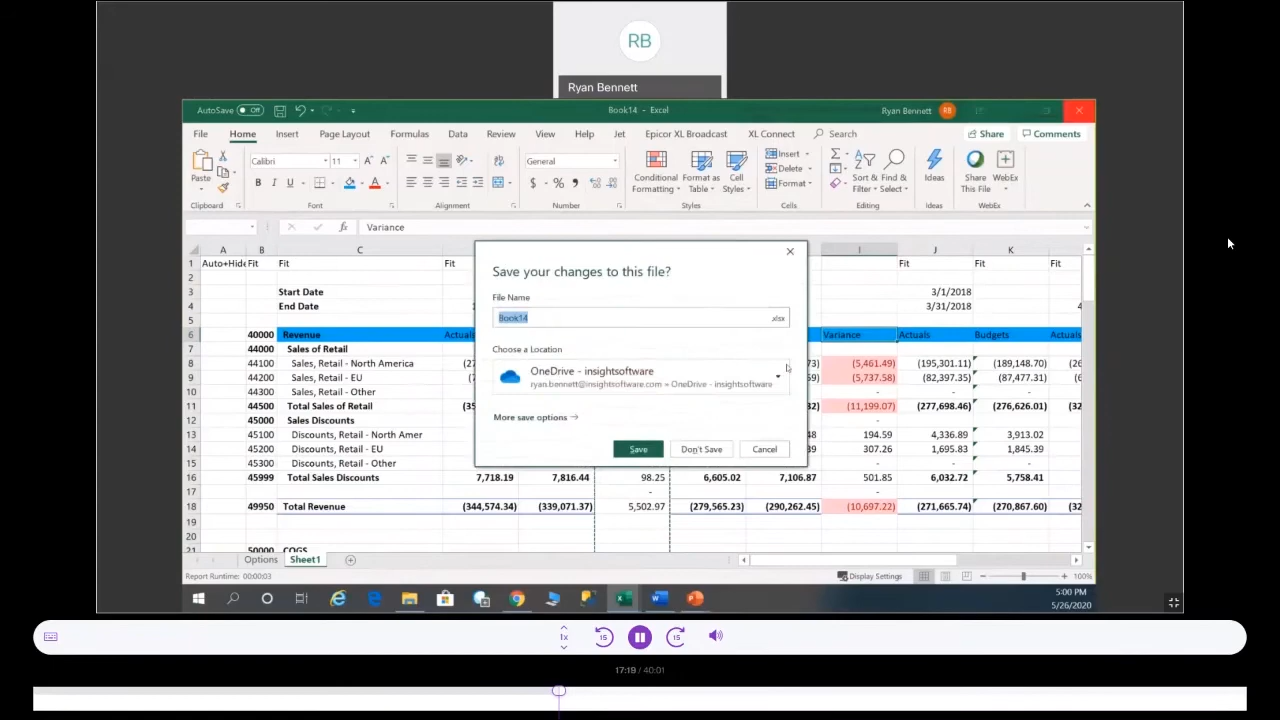 RB
Ryan Bennett
AutoSave Off
Book14 - Excel
Ryan Bennett RB
File Home Insert Page Layout Formulas Data Review View Help Jet Epicor XL Broadcast XL Connect Search Share Comments
Paste
Calibri 11
General
Conditional Formatting
Format as Table
Cell Styles
Insert
Delete
Format
Sort & Filter
Find & Select
Ideas
Share This File
WebEx
Clipboard Font Alignment Number Styles Cells Editing Ideas WebEx
fx Variance
A B C I J K
1 Auto+Hide Fit Fit Fit Fit Fit Fit
2
3 Start Date 3/1/2018
4 End Date 3/31/2018
5
6 40000 Revenue Variance Actuals Budgets
7 44000 Sales of Retail
8 44100 Sales, Retail - North America (5,461.49) (195,301.11) (189,148.70)
9 44200 Sales, Retail - EU (5,737.58) (82,397.35) (87,477.31)
10 44300 Sales, Retail - Other - - -
11 44500 Total Sales of Retail (11,199.07) (277,698.46) (276,626.01)
12 45000 Sales Discounts -
13 45100 Discounts, Retail - North Amer 194.59 4,336.89 3,913.02
14 45200 Discounts, Retail - EU 307.26 1,695.83 1,845.39
15 45300 Discounts, Retail - Other - - -
16 45999 Total Sales Discounts 7,718.19 7,816.44 98.25 6,605.02 7,106.87 501.85 6,032.72 5,758.41
17 - -
18 49950 Total Revenue (344,574.34) (339,071.37) 5,502.97 (279,565.23) (290,262.45) (10,697.22) (271,665.74) (270,867.60)
19
20
21 50000 COGS
Save your changes to this file?
File Name
Book14 .xlsx
Choose a Location
OneDrive - insightsoftware
ryan.bennett@insightsoftware.com » OneDrive - insightsoftware
More save options →
Save Don't Save Cancel
Options Sheet1
Report Runtime: 00:00:03
Display Settings
100%
5:00 PM
5/26/2020
1x 15 15
17:19 / 40:01